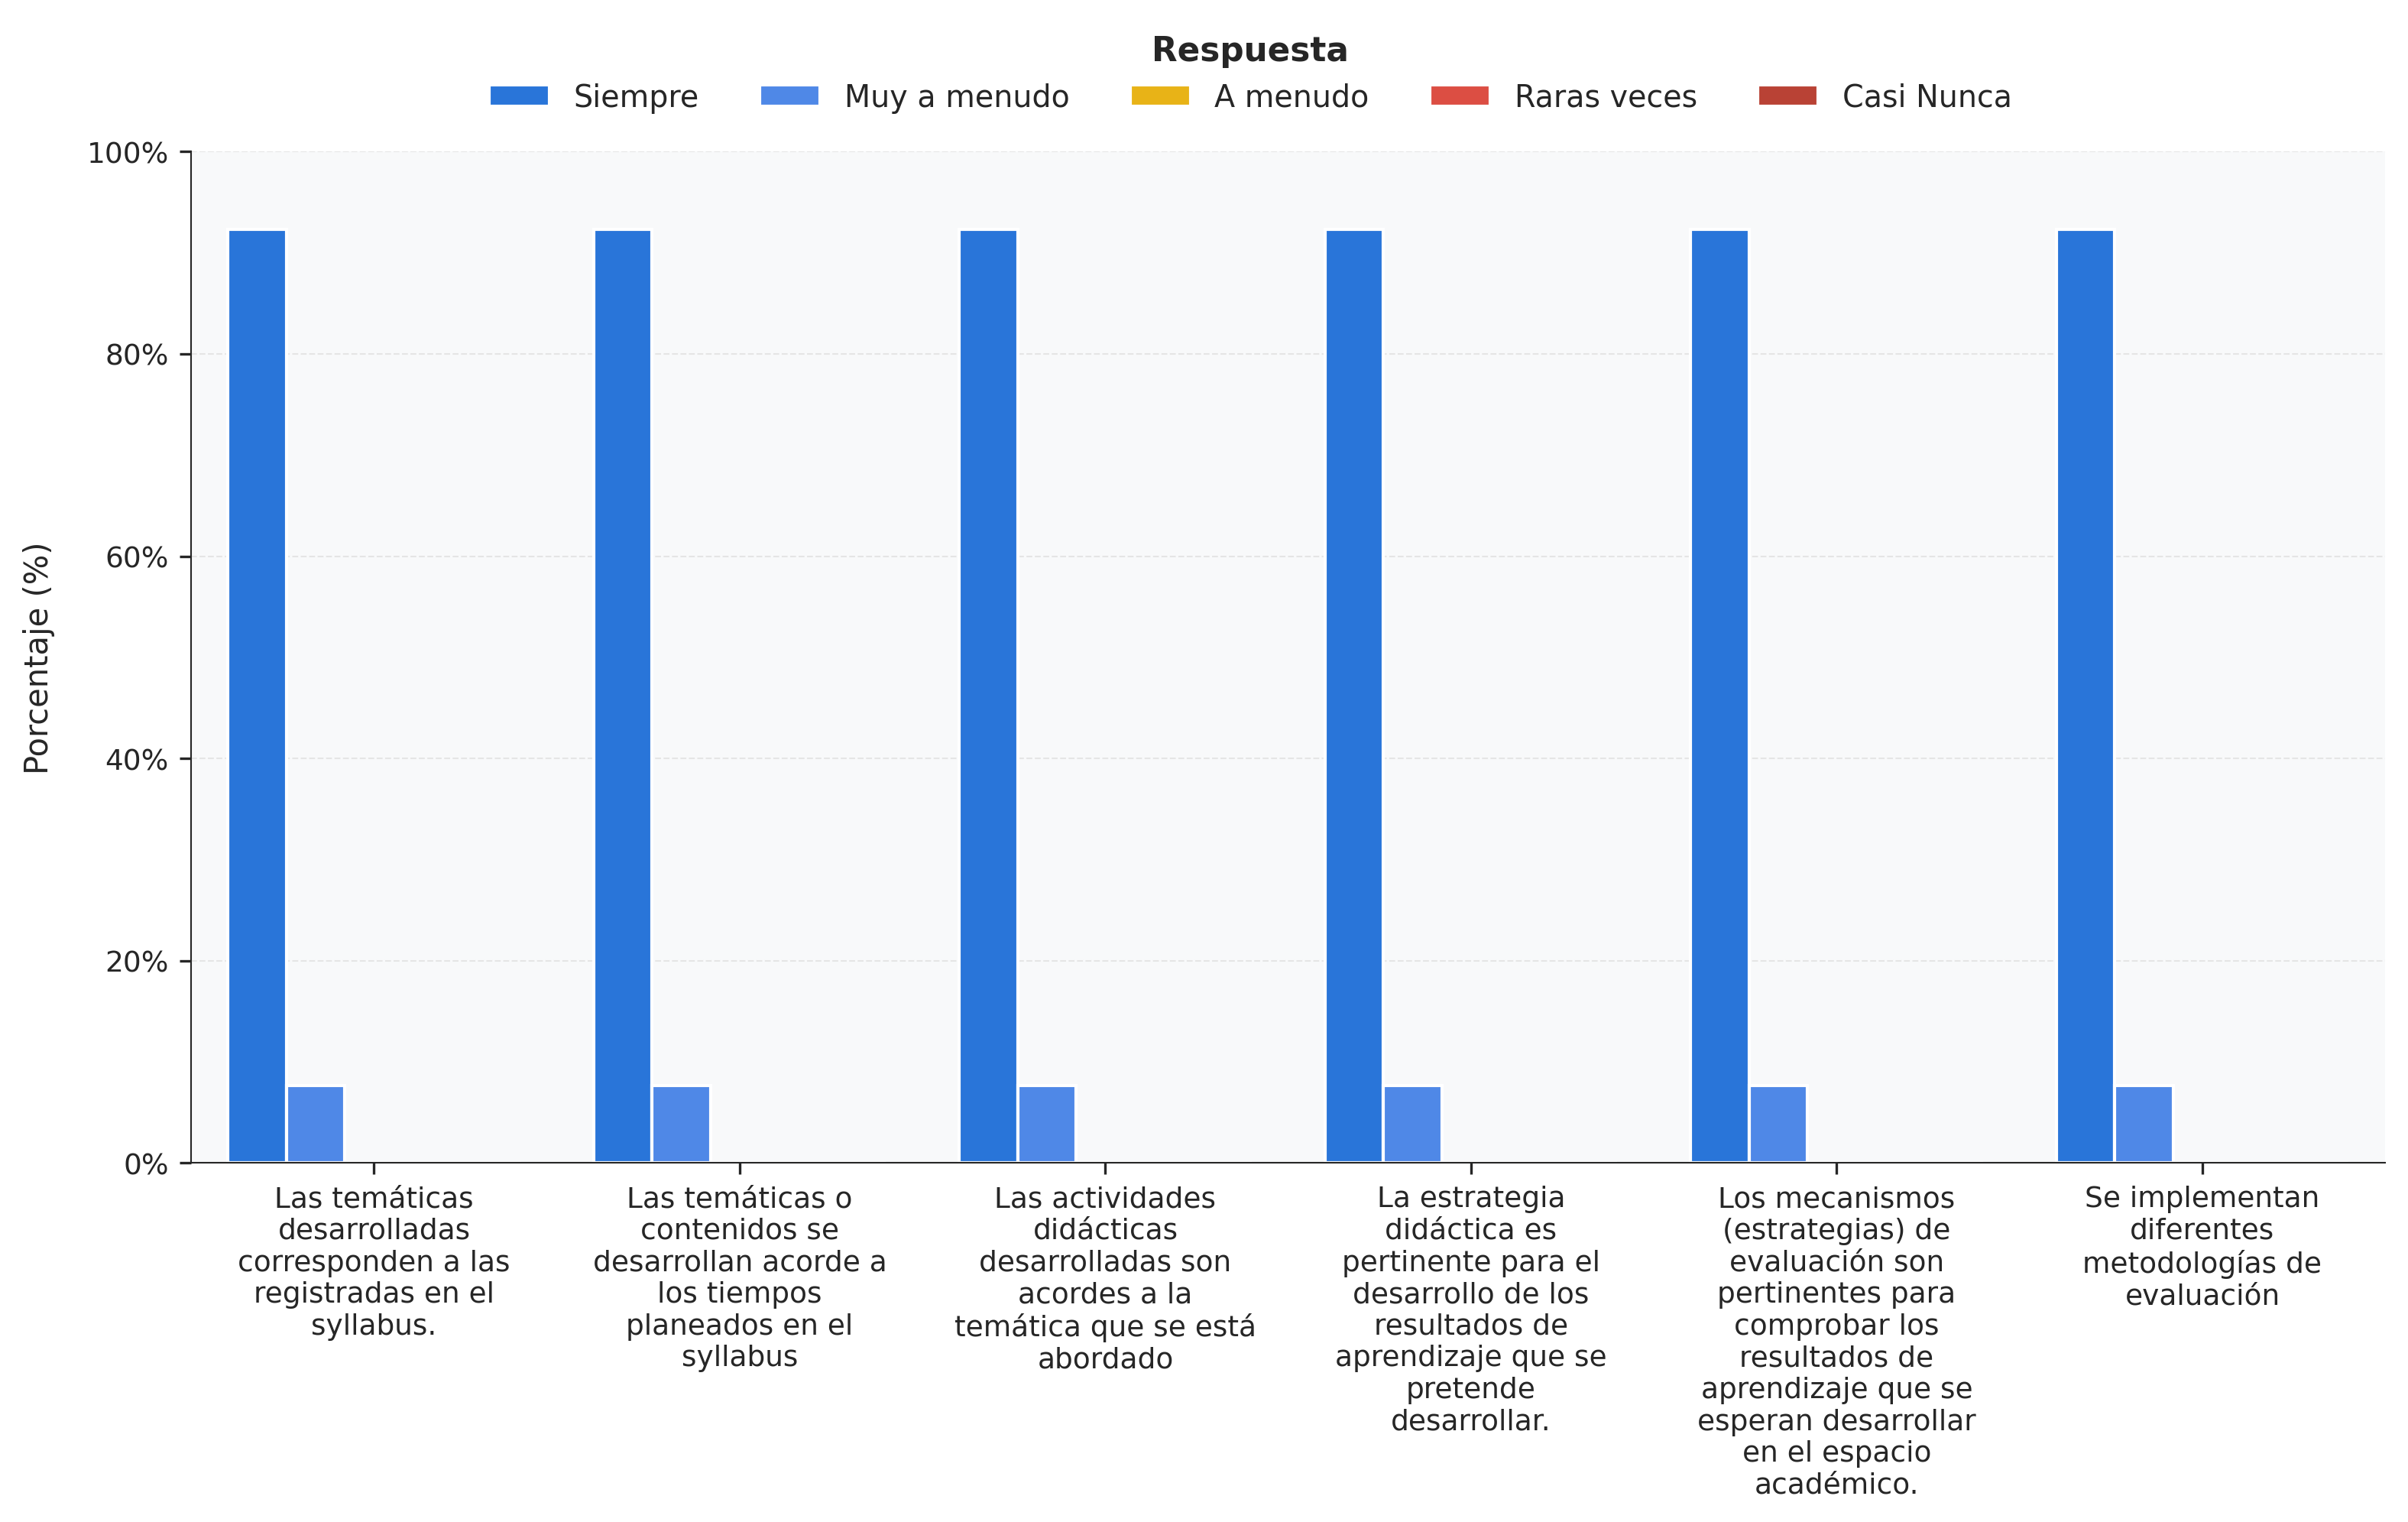 Respuesta
Siempre
Muy a menudo
A menudo
Raras veces
Casi Nunca
Porcentaje (%)
100%
80%
60%
40%
20%
0%
Las temáticas
desarrolladas
corresponden a las
registradas en el
syllabus.
Las temáticas o
contenidos se
desarrollan acorde a
los tiempos
planeados en el
syllabus
Las actividades
didácticas
desarrolladas son
acordes a la
temática que se está
abordado
La estrategia
didáctica es
pertinente para el
desarrollo de los
resultados de
aprendizaje que se
pretende
desarrollar.
Los mecanismos
(estrategias) de
evaluación son
pertinentes para
comprobar los
resultados de
aprendizaje que se
esperan desarrollar
en el espacio
académico.
Se implementan
diferentes
metodologías de
evaluación